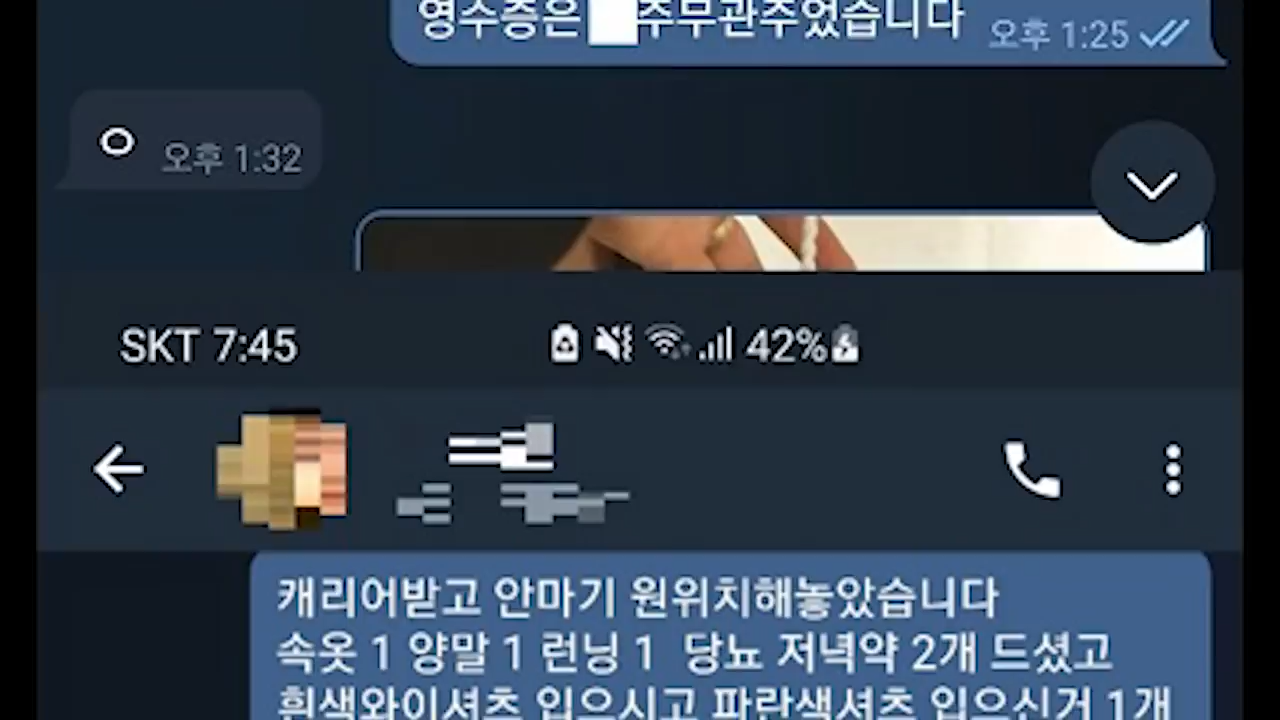 영수증은 주무관주었습니다
오후 1:25
오후 1:32
SKT 7:45
42%
캐리어받고 안마기 원위치해놓았습니다
속옷 1 양말 1 런닝 1 당뇨 저녁약 2개 드셨고
흰색와이셔츠 입으시고 파란색셔츠 입으신거 1개